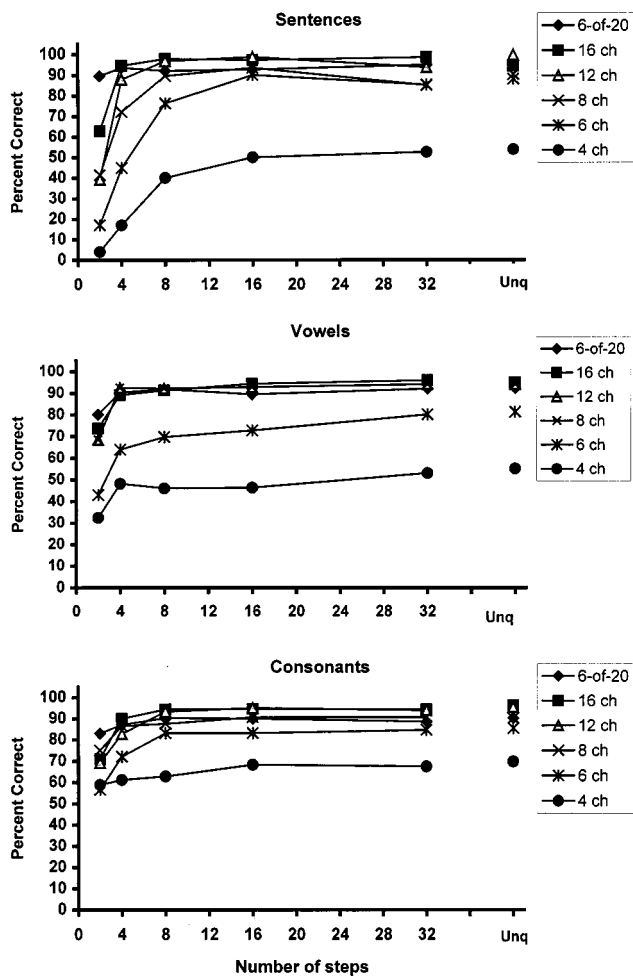 Sentences
Percent Correct
100
90
80
70
60
50
40
30
20
10
0
0 4 8 12 16 20 24 28 32 Unq
6-of-20
16 ch
12 ch
8 ch
6 ch
4 ch
Vowels
Percent Correct
100
90
80
70
60
50
40
30
20
10
0
0 4 8 12 16 20 24 28 32 Unq
6-of-20
16 ch
12 ch
8 ch
6 ch
4 ch
Consonants
Percent Correct
100
90
80
70
60
50
40
30
20
10
0
0 4 8 12 16 20 24 28 32 Unq
6-of-20
16 ch
12 ch
8 ch
6 ch
4 ch
Number of steps